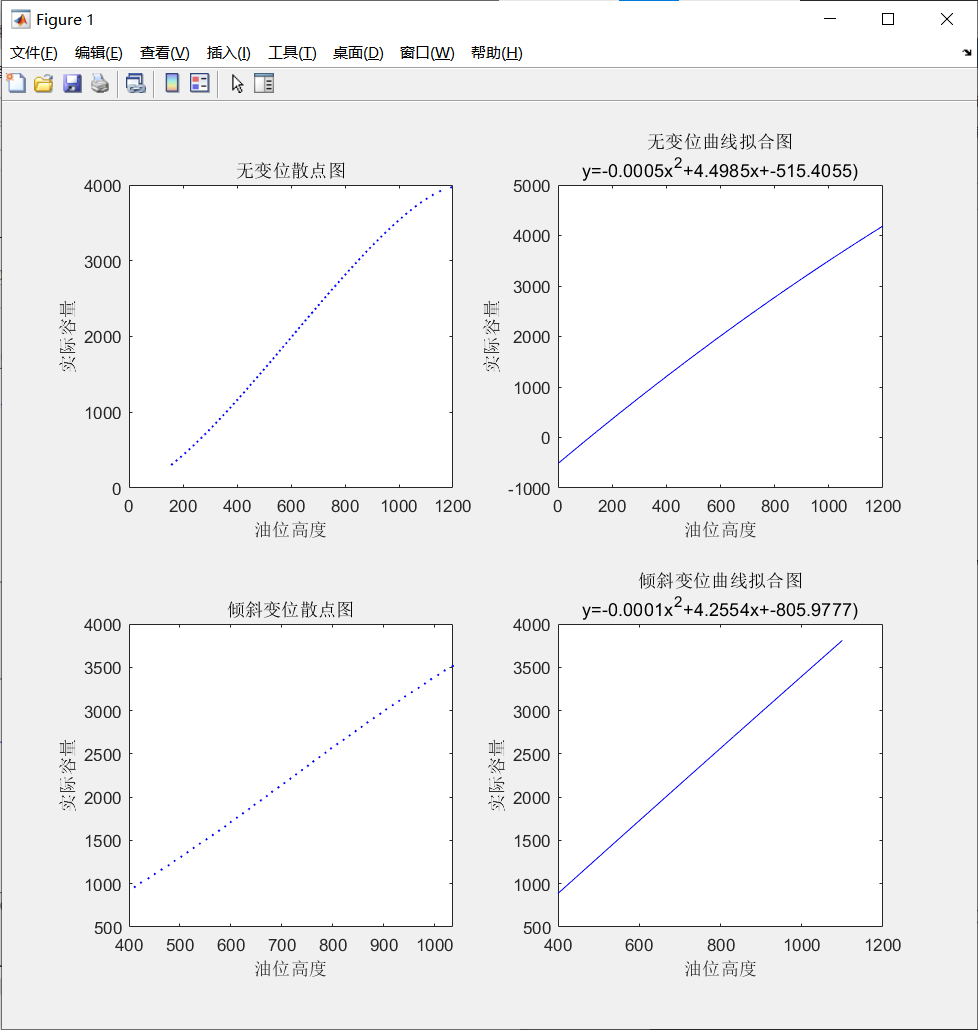 Figure 1
文件(F) 编辑(E) 查看(V) 插入(I) 工具(T) 桌面(D) 窗口(W) 帮助(H)
无变位散点图
4000
3000
2000
1000
0
0 200 400 600 800 1000 1200
实际容量
油位高度
无变位曲线拟合图
y=-0.0005x²+4.4985x+-515.4055)
5000
4000
3000
2000
1000
0
-1000
0 200 400 600 800 1000 1200
实际容量
油位高度
倾斜变位散点图
4000
3500
3000
2500
2000
1500
1000
500
400 500 600 700 800 900 1000
实际容量
油位高度
倾斜变位曲线拟合图
y=-0.0001x²+4.2554x+-805.9777)
4000
3500
3000
2500
2000
1500
1000
500
400 600 800 1000 1200
实际容量
油位高度